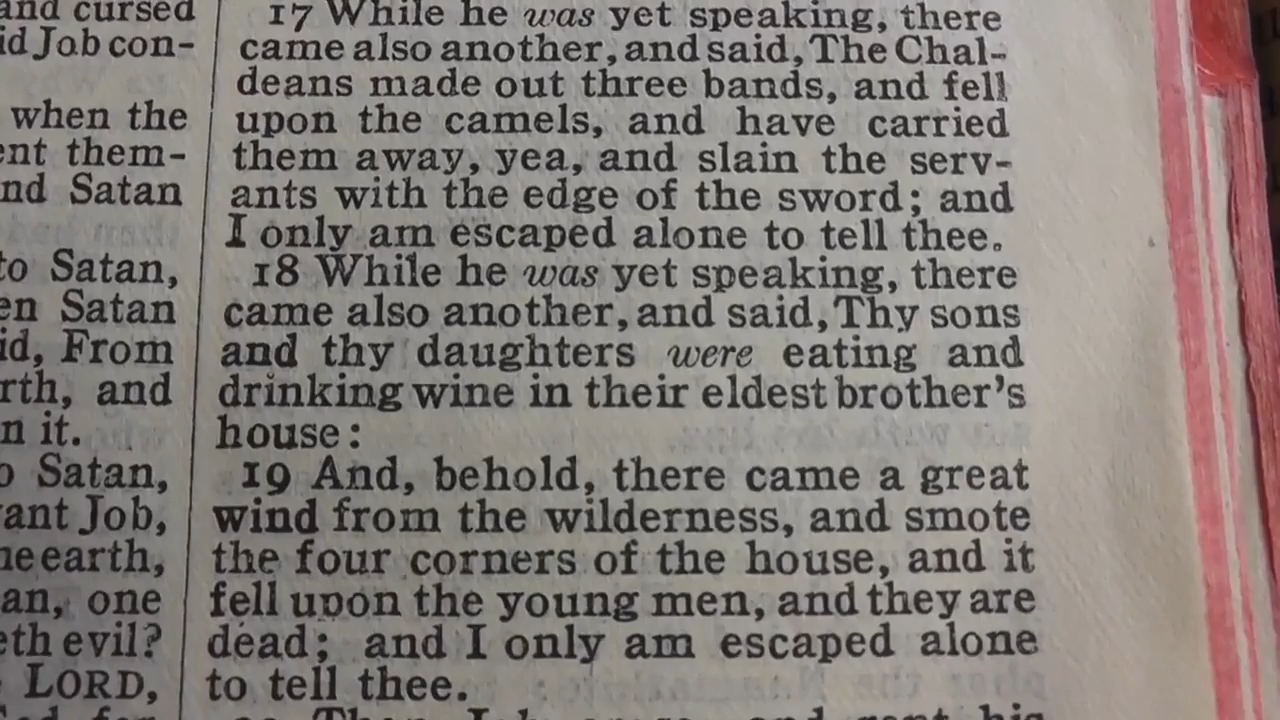 and cursed
id Job con-
when the
ent them-
nd Satan
to Satan,
en Satan
id, From
rth, and
n it.
o Satan,
ant Job,
he earth,
an, one
eth evil?
LORD,
17 While he was yet speaking, there
came also another, and said, The Chal-
deans made out three bands, and fell
upon the camels, and have carried
them away, yea, and slain the serv-
ants with the edge of the sword; and
I only am escaped alone to tell thee.
18 While he was yet speaking, there
came also another, and said, Thy sons
and thy daughters were eating and
drinking wine in their eldest brother's
house:
19 And, behold, there came a great
wind from the wilderness, and smote
the four corners of the house, and it
fell upon the young men, and they are
dead; and I only am escaped alone
to tell thee.